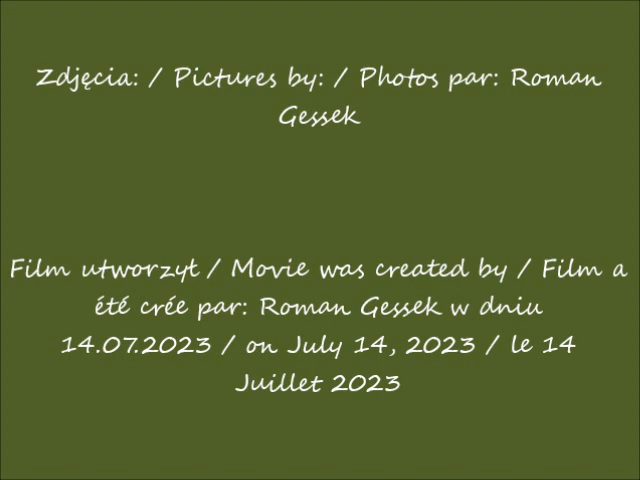 Zdjęcia: / Pictures by: / Photos par: Roman
Gessek
Film utworzył / Movie was created by / Film a
été crée par: Roman Gessek w dniu
14.07.2023 / on July 14, 2023 / le 14
Juillet 2023